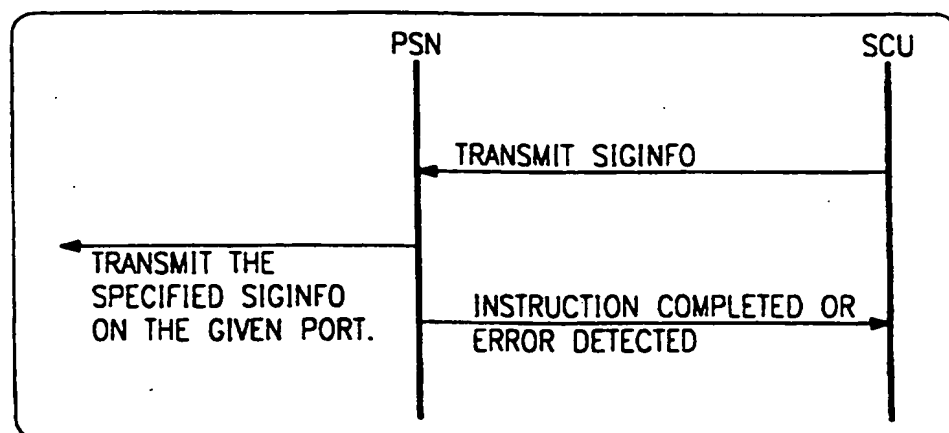 PSN
SCU
TRANSMIT SIGINFO
TRANSMIT THE
SPECIFIED SIGINFO
ON THE GIVEN PORT.
INSTRUCTION COMPLETED OR
ERROR DETECTED